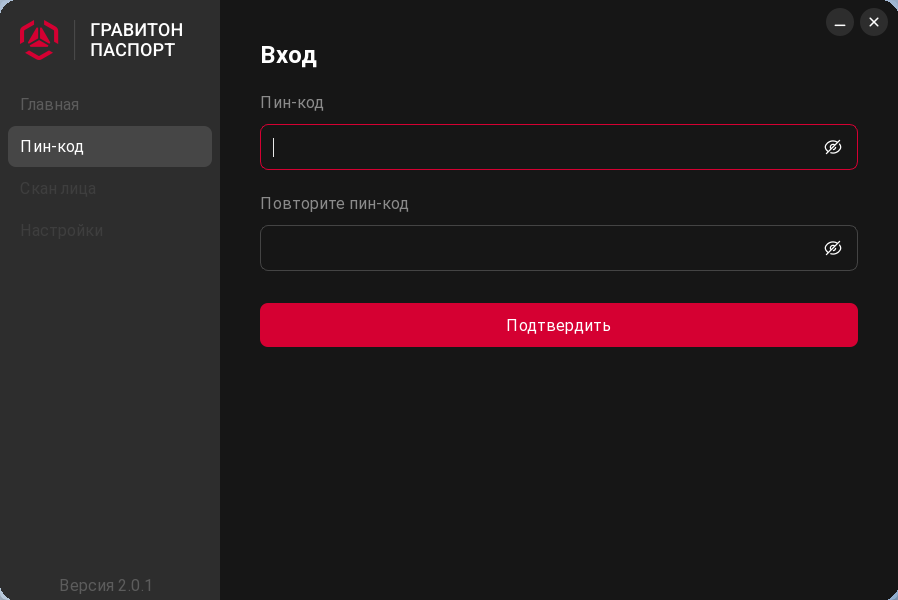 ГРАВИТОН
ПАСПОРТ
Главная
Пин-код
Скан лица
Настройки
Версия 2.0.1
Вход
Пин-код
Повторите пин-код
Подтвердить